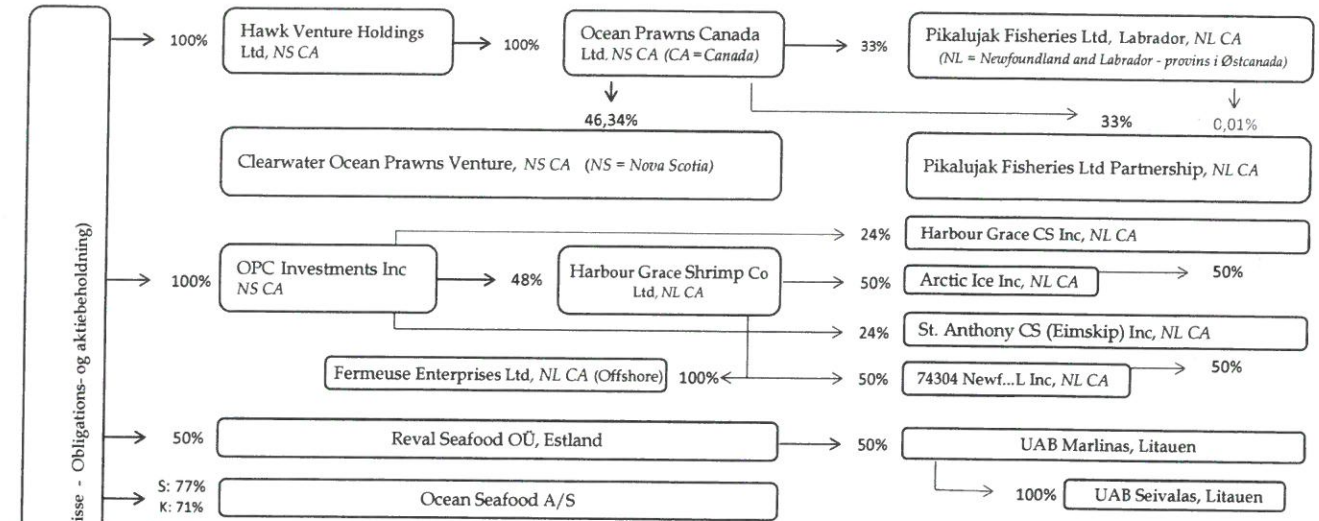 100%
Hawk Venture Holdings
Ltd, NS CA
100%
Ocean Prawns Canada
Ltd, NS CA (CA = Canada)
33%
Pikalujak Fisheries Ltd, Labrador, NL CA
(NL = Newfoundland and Labrador - provins i Østcanada)
46,34%
33%
0,01%
Clearwater Ocean Prawns Venture, NS CA (NS = Nova Scotia)
Pikalujak Fisheries Ltd Partnership, NL CA
24%
Harbour Grace CS Inc, NL CA
100%
OPC Investments Inc
NS CA
48%
Harbour Grace Shrimp Co
Ltd, NL CA
50%
Arctic Ice Inc, NL CA
50%
24%
St. Anthony CS (Eimskip) Inc, NL CA
Fermeuse Enterprises Ltd, NL CA (Offshore)
100%
50%
74304 Newf...L Inc, NL CA
50%
50%
Reval Seafood OÜ, Estland
50%
UAB Marlinas, Litauen
S: 77%
K: 71%
Ocean Seafood A/S
100%
UAB Seivalas, Litauen
isse - Obligations- og aktiebeholdning)